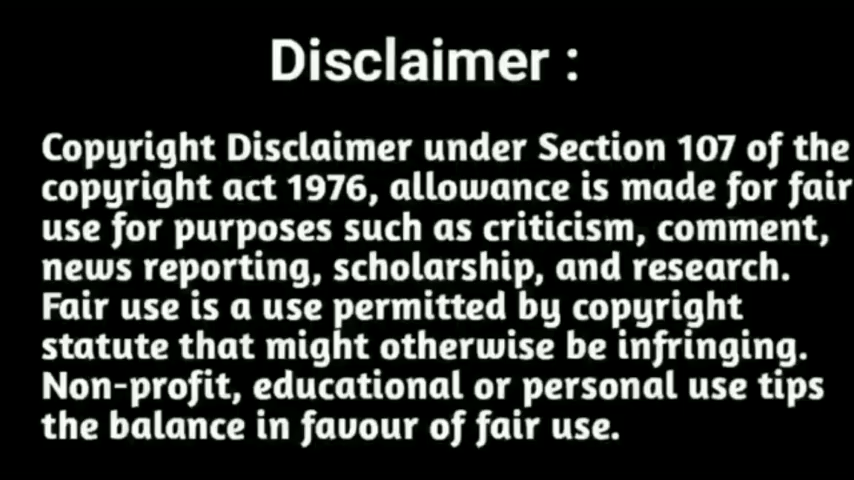 Disclaimer :
Copyright Disclaimer under Section 107 of the
copyright act 1976, allowance is made for fair
use for purposes such as criticism, comment,
news reporting, scholarship, and research.
Fair use is a use permitted by copyright
statute that might otherwise be infringing.
Non-profit, educational or personal use tips
the balance in favour of fair use.